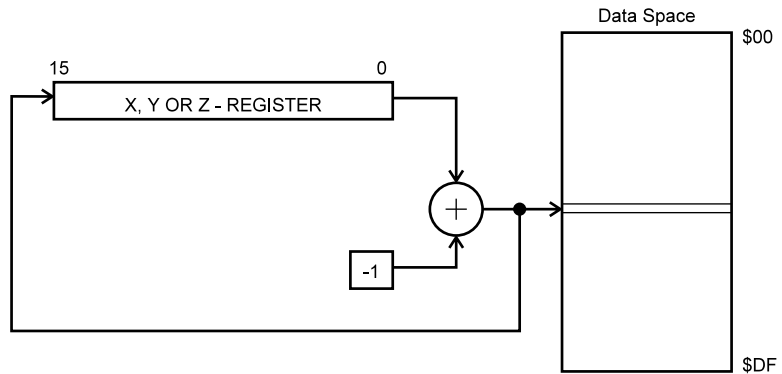 Data Space
$00
15
0
X, Y OR Z - REGISTER
+
-1
$DF